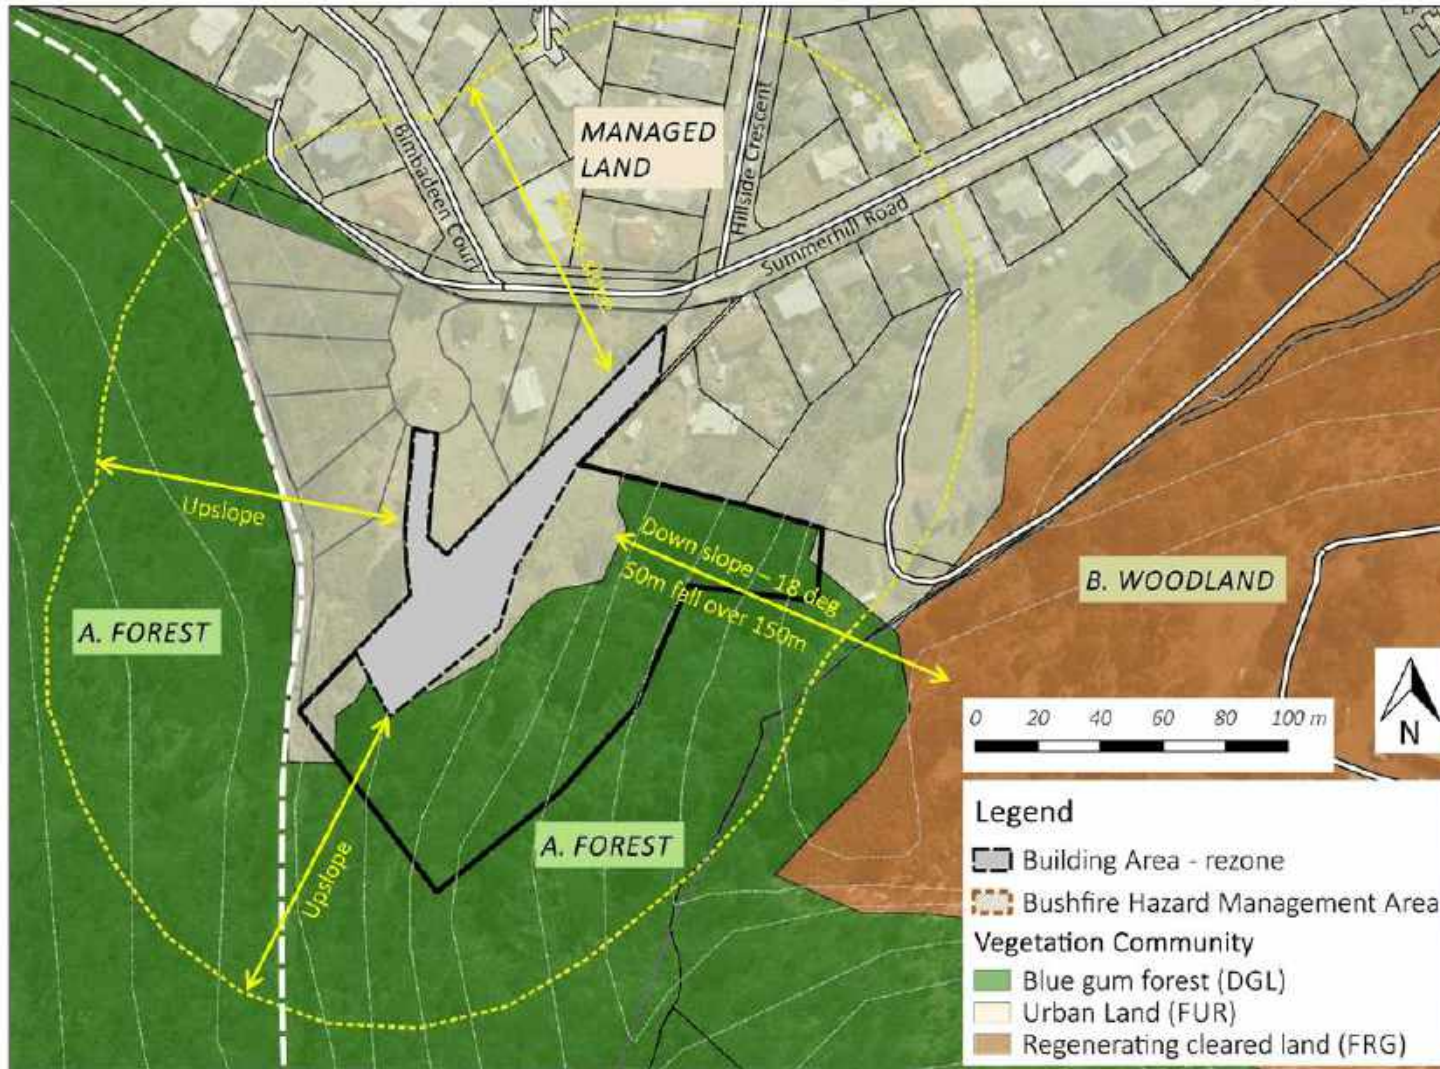 MANAGED
LAND
Bimbadeen Court
Hillside Crescent
Summerhill Road
Upslope
Down slope – 18 deg
50m fall over 150m
B. WOODLAND
A. FOREST
A. FOREST
Upslope
0 20 40 60 80 100 m
N
Legend
Building Area - rezone
Bushfire Hazard Management Area
Vegetation Community
Blue gum forest (DGL)
Urban Land (FUR)
Regenerating cleared land (FRG)